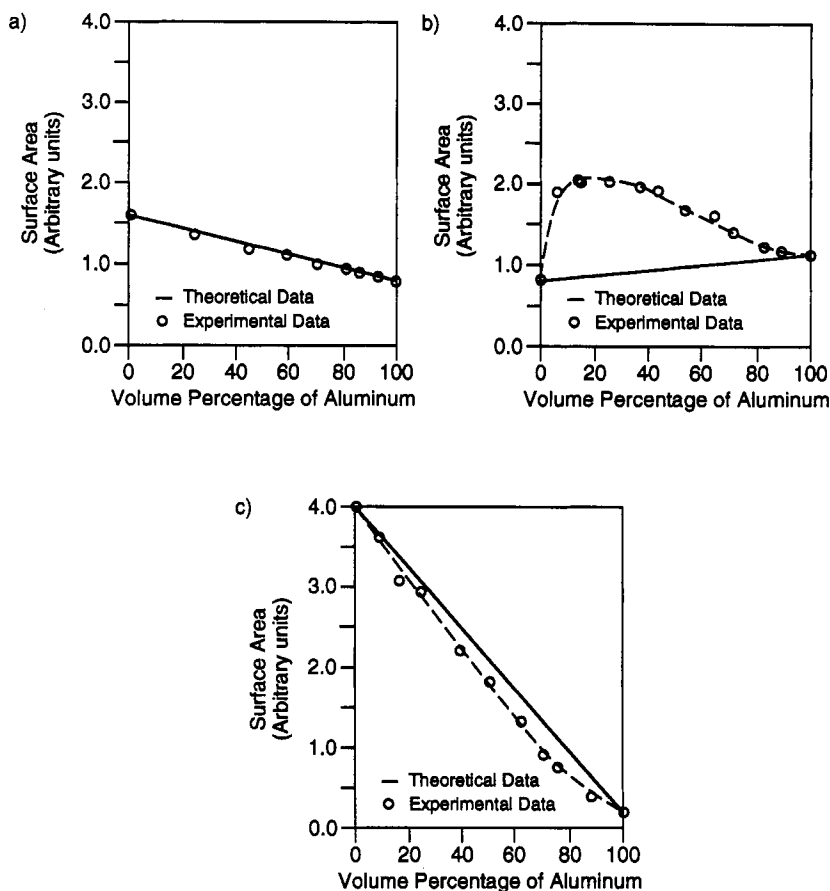 a)
4.0
3.0
2.0
1.0
0.0
Surface Area
(Arbitrary units)
Theoretical Data
Experimental Data
0 20 40 60 80 100
Volume Percentage of Aluminum
b)
4.0
3.0
2.0
1.0
0.0
Surface Area
(Arbitrary units)
Theoretical Data
Experimental Data
0 20 40 60 80 100
Volume Percentage of Aluminum
c)
4.0
3.0
2.0
1.0
0.0
Surface Area
(Arbitrary units)
Theoretical Data
Experimental Data
0 20 40 60 80 100
Volume Percentage of Aluminum